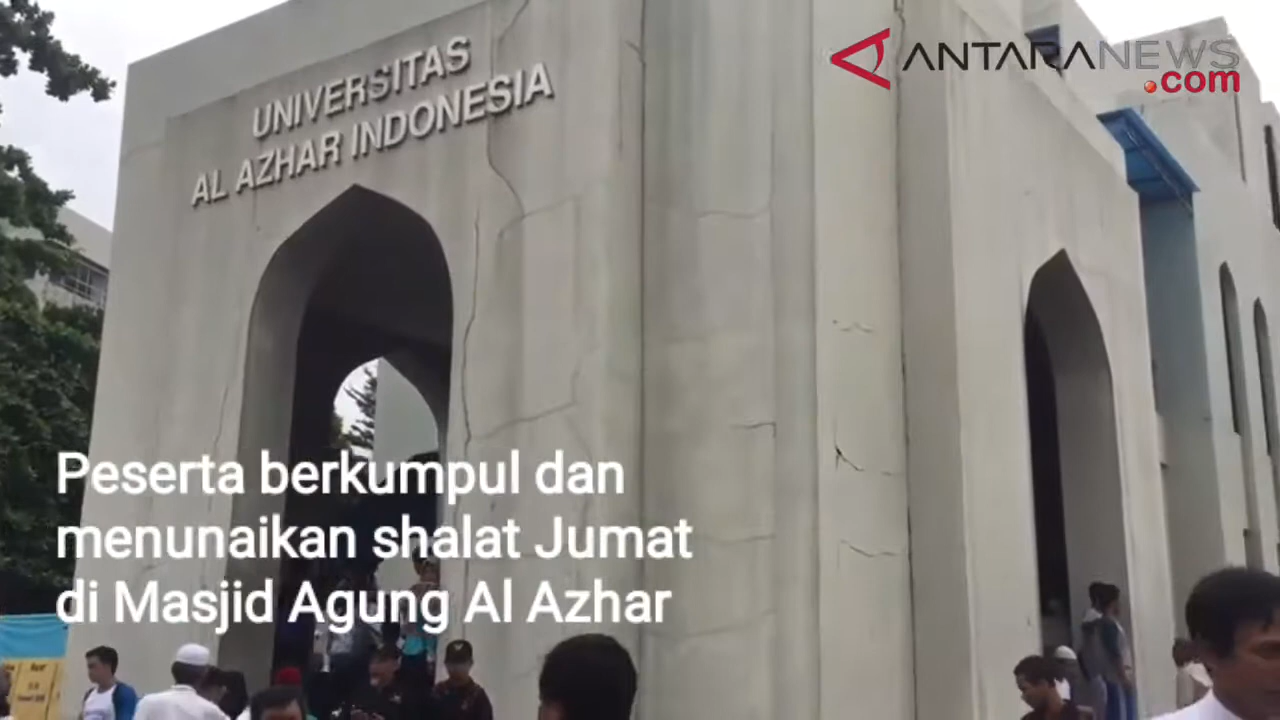 UNIVERSITAS
AL AZHAR INDONESIA
ANTARANEWS
.com
Peserta berkumpul dan
menunaikan shalat Jumat
di Masjid Agung Al Azhar